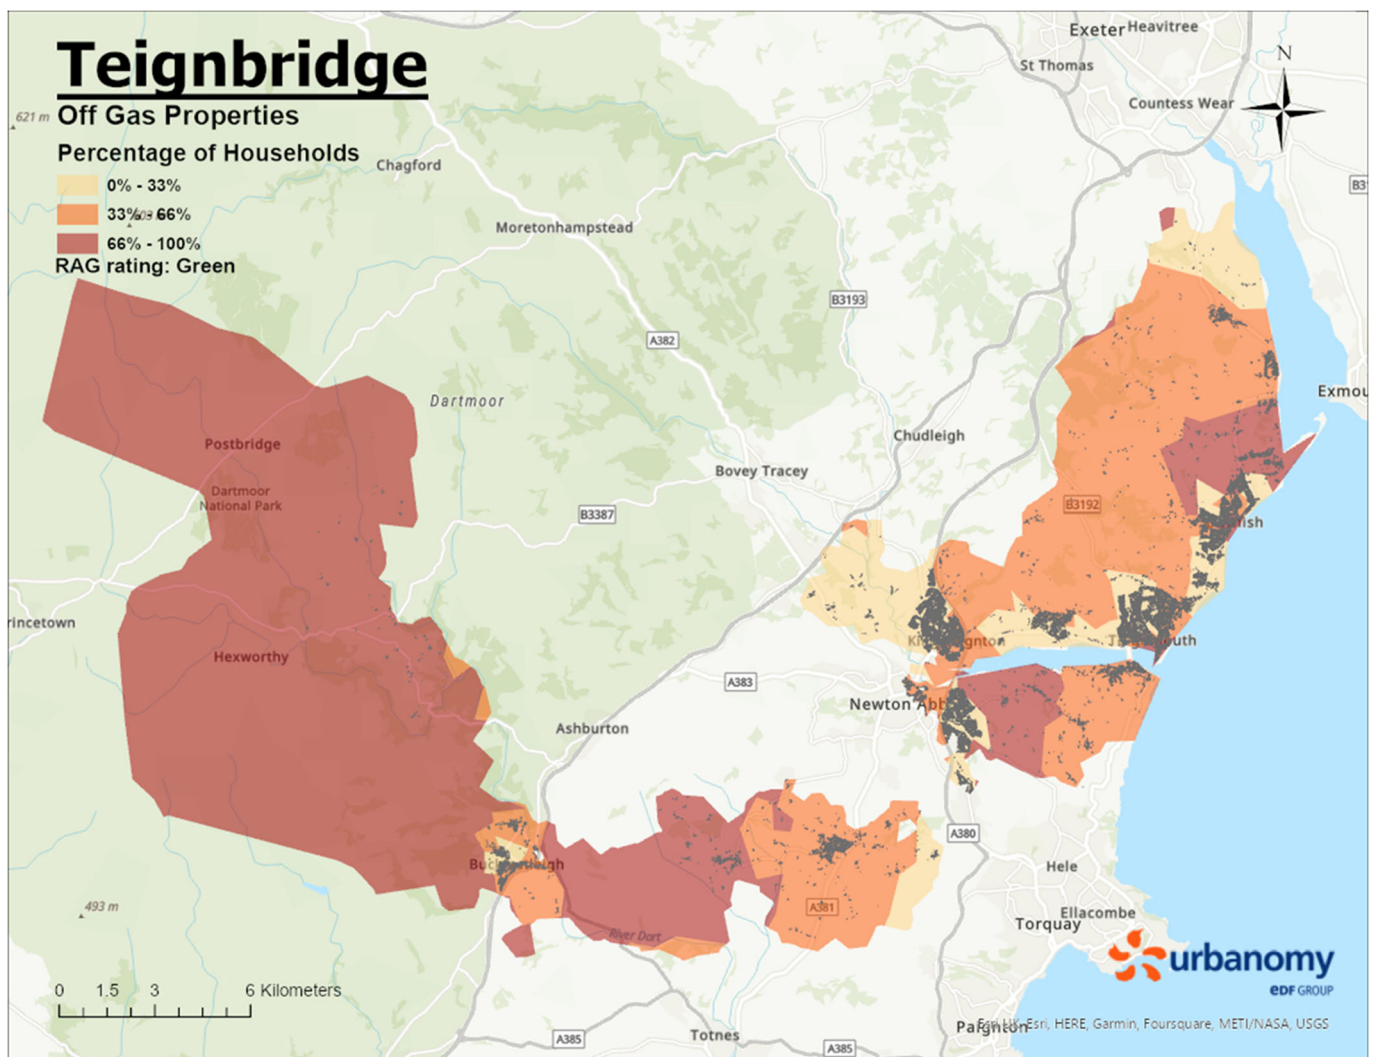 Teignbridge
Off Gas Properties
Percentage of Households
0% - 33%
33% - 66%
66% - 100%
RAG rating: Green
621 m
Exeter
Heavitree
St Thomas
Countess Wear
N
B31
Chagford
Moretonhampstead
B3193
A382
Dartmoor
Exmou
Postbridge
Chudleigh
Bovey Tracey
Dartmoor
National Park
B3387
B3192
rincetown
Hexworthy
A383
Newton Abb
Ashburton
A380
Hele
493 m
A381
Ellacombe
Torquay
River Dart
urbanomy
eDF GROUP
0 1.5 3 6 Kilometers
Paignton
Esri UK, Esri, HERE, Garmin, Foursquare, METI/NASA, USGS
A385
Totnes
A385